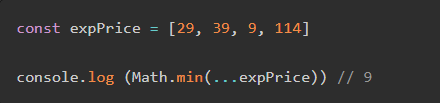 const expPrice = [29, 39, 9, 114]
console.log (Math.min(...expPrice)) // 9